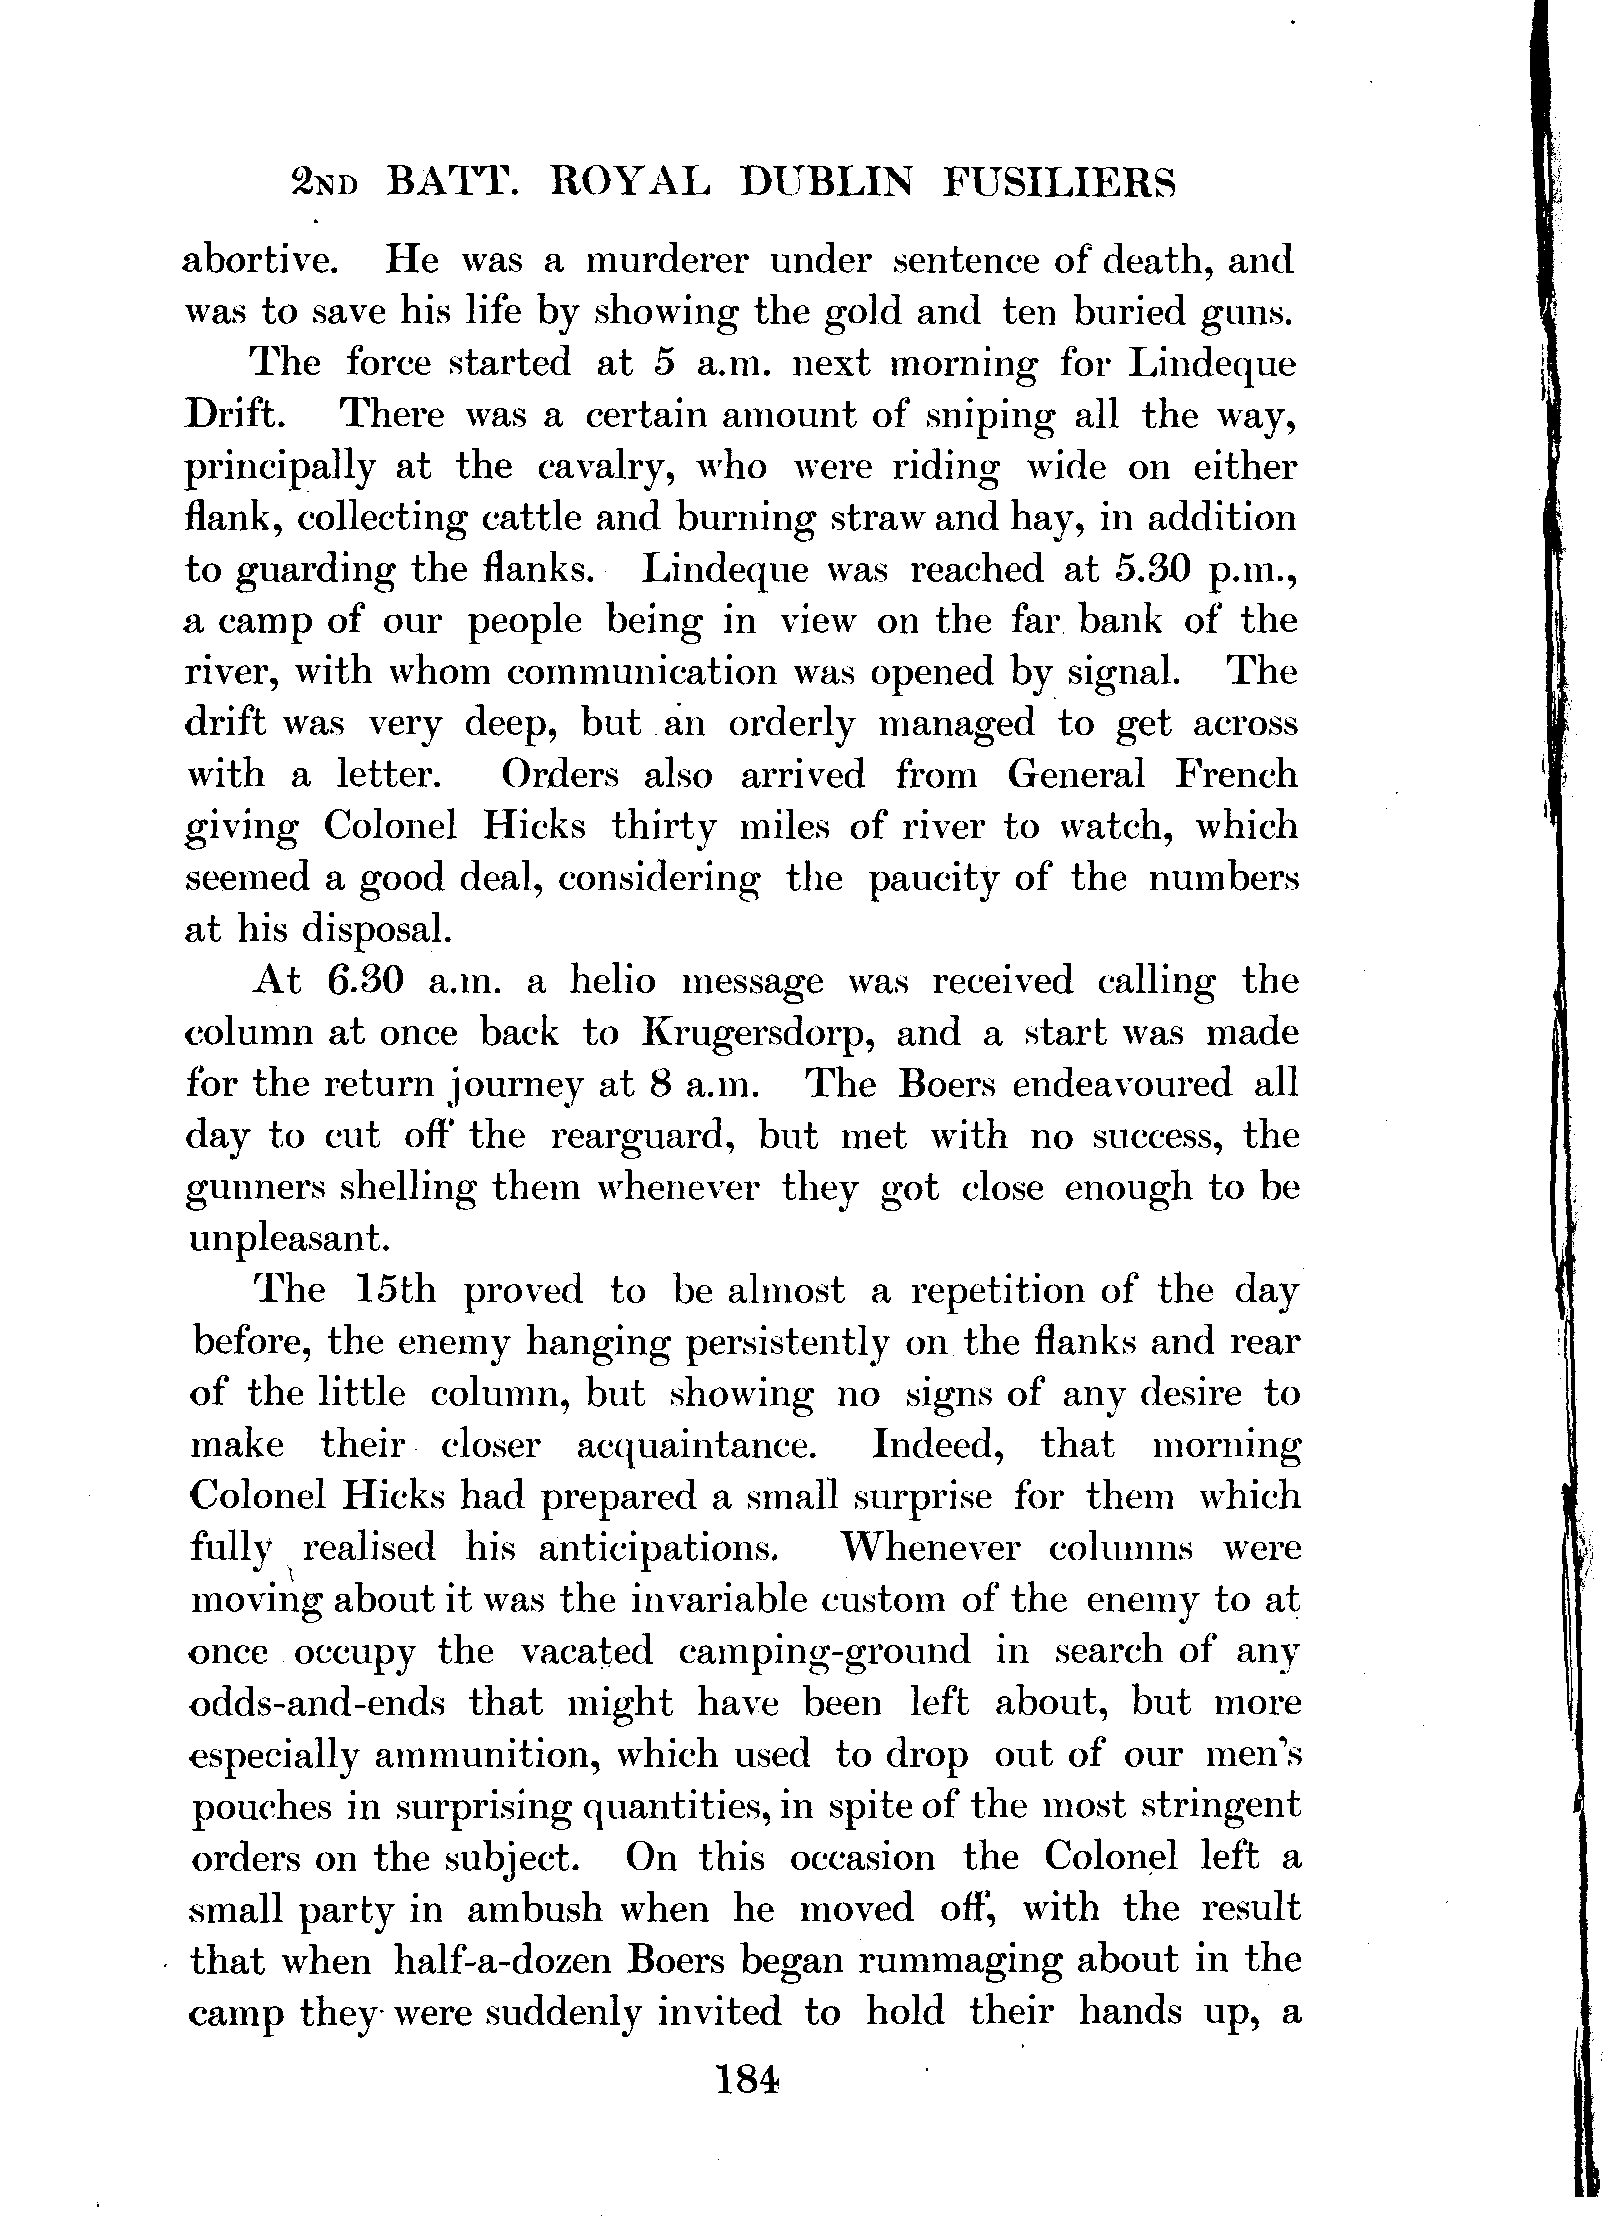 2ND BATT. ROYAL DUBLIN FUSILIERS
abortive. He was a murderer under sentence of death, and
was to save his life by showing the gold and ten buried guns.
The force started at 5 a.m. next morning for Lindeque
Drift. There was a certain amount of sniping all the way,
principally at the cavalry, who were riding wide on either
flank, collecting cattle and burning straw and hay, in addition
to guarding the flanks. Lindeque was reached at 5.30 p.m.,
a camp of our people being in view on the far bank of the
river, with whom communication was opened by signal. The
drift was very deep, but an orderly managed to get across
with a letter. Orders also arrived from General French
giving Colonel Hicks thirty miles of river to watch, which
seemed a good deal, considering the paucity of the numbers
at his disposal.
At 6.30 a.m. a helio message was received calling the
column at once back to Krugersdorp, and a start was made
for the return journey at 8 a.m. The Boers endeavoured all
day to cut off the rearguard, but met with no success, the
gunners shelling them whenever they got close enough to be
unpleasant.
The 15th proved to be almost a repetition of the day
before, the enemy hanging persistently on the flanks and rear
of the little column, but showing no signs of any desire to
make their closer acquaintance. Indeed, that morning
Colonel Hicks had prepared a small surprise for them which
fully realised his anticipations. Whenever columns were
moving about it was the invariable custom of the enemy to at
once occupy the vacated camping-ground in search of any
odds-and-ends that might have been left about, but more
especially ammunition, which used to drop out of our men's
pouches in surprising quantities, in spite of the most stringent
orders on the subject. On this occasion the Colonel left a
small party in ambush when he moved off, with the result
that when half-a-dozen Boers began rummaging about in the
camp they were suddenly invited to hold their hands up, a
184